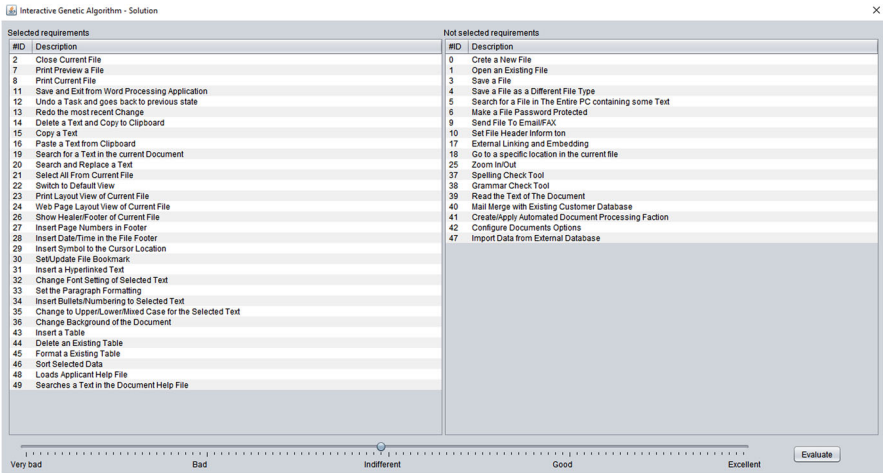 Interactive Genetic Algorithm - Solution
Selected requirements
#ID Description
2 Close Current File
7 Print Preview a File
8 Print Current File
11 Save and Exit from Word Processing Application
12 Undo a Task and goes back to previous state
13 Redo the most recent Change
14 Delete a Text and Copy to Clipboard
15 Copy a Text
16 Paste a Text from Clipboard
19 Search for a Text in the current Document
20 Search and Replace a Text
21 Select All From Current File
22 Switch to Default View
23 Print Layout View of Current File
24 Web Page Layout View of Current File
26 Show Healer/Footer of Current File
27 Insert Page Numbers in Footer
28 Insert Date/Time in the File Footer
29 Insert Symbol to the Cursor Location
30 Set/Update File Bookmark
31 Insert a Hyperlinked Text
32 Change Font Setting of Selected Text
33 Set the Paragraph Formatting
34 Insert Bullets/Numbering to Selected Text
35 Change to Upper/Lower/Mixed Case for the Selected Text
36 Change Background of the Document
43 Insert a Table
44 Delete an Existing Table
45 Format a Existing Table
46 Sort Selected Data
48 Loads Applicant Help File
49 Searches a Text in the Document Help File
Not selected requirements
#ID Description
0 Crete a New File
1 Open an Existing File
3 Save a File
4 Save a File as a Different File Type
5 Search for a File in The Entire PC containing some Text
6 Make a File Password Protected
9 Send File To Email/FAX
10 Set File Header Inform ton
17 External Linking and Embedding
18 Go to a specific location in the current file
25 Zoom In/Out
37 Spelling Check Tool
38 Grammar Check Tool
39 Read the Text of The Document
40 Mail Merge with Existing Customer Database
41 Create/Apply Automated Document Processing Faction
42 Configure Documents Options
47 Import Data from External Database
Very bad Bad Indifferent Good Excellent
Evaluate